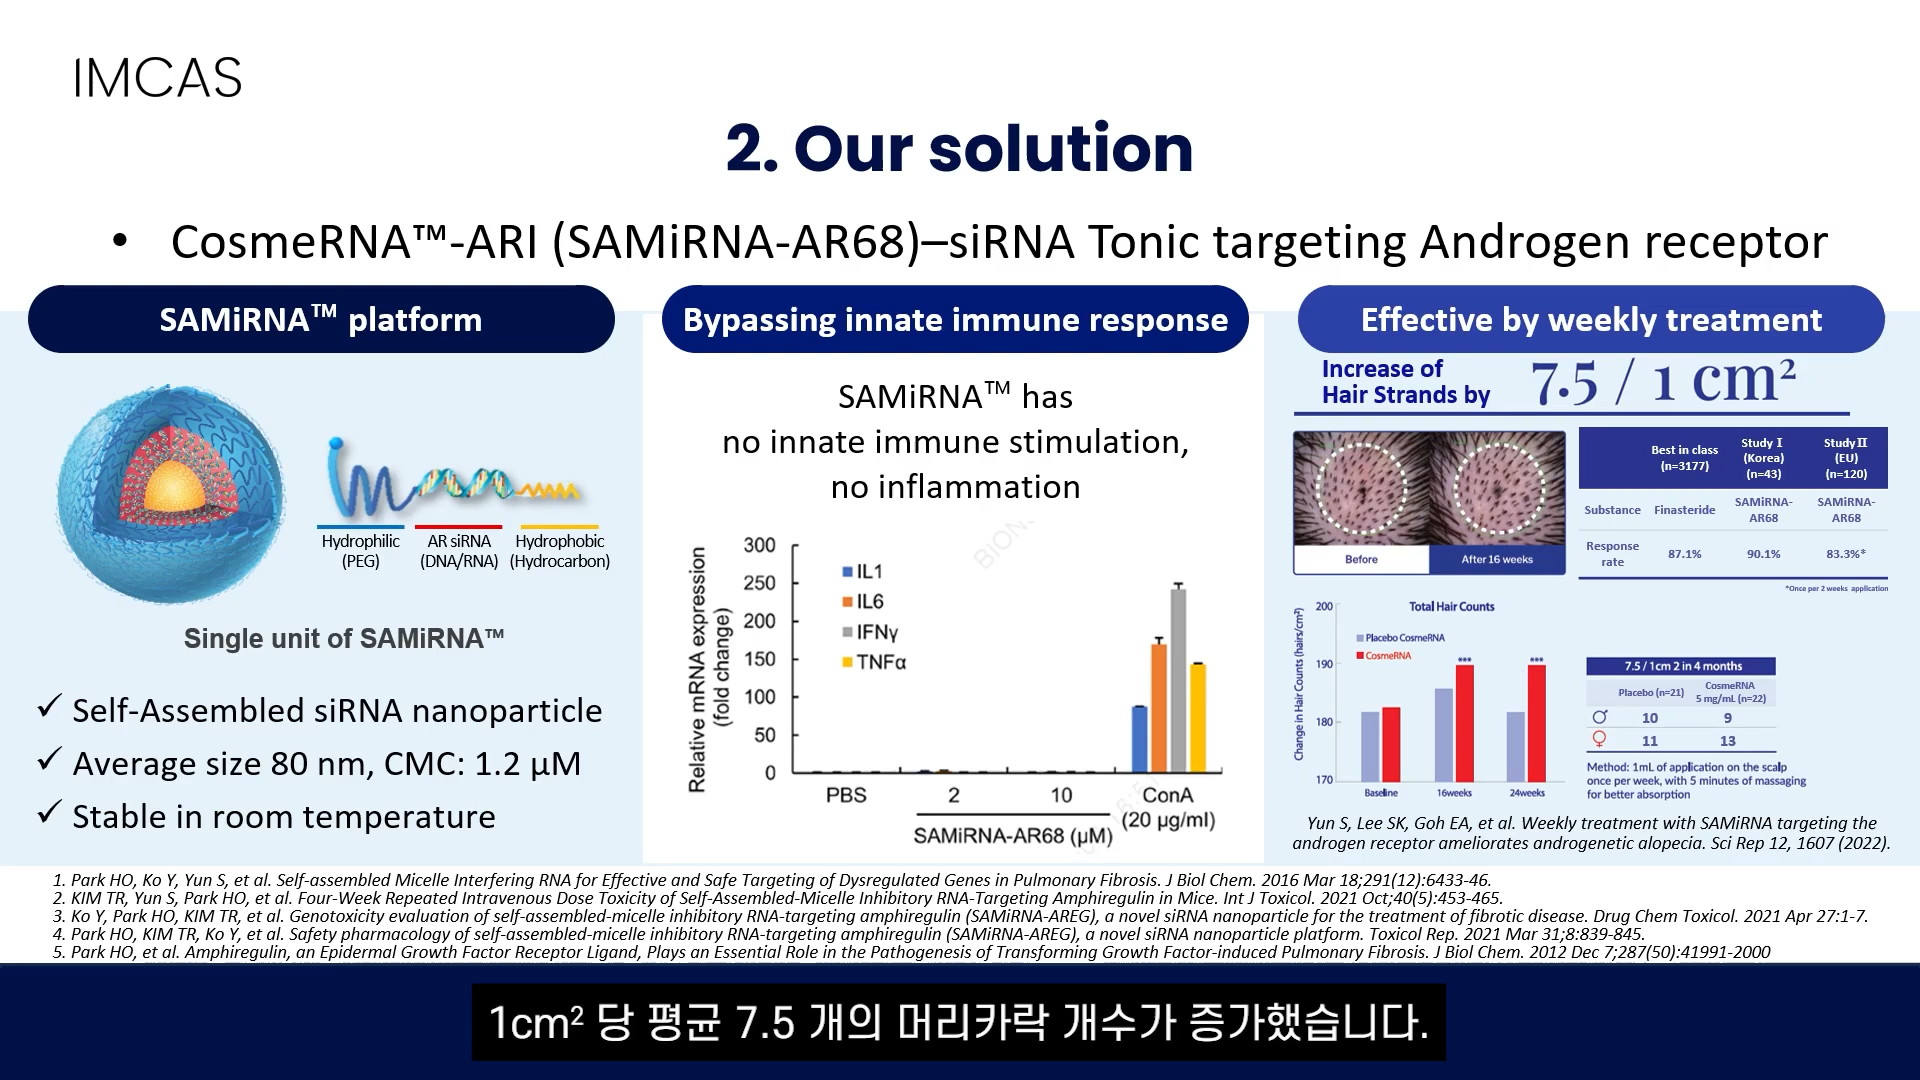 IMCAS
2. Our solution
• CosmeRNA™-ARI (SAMiRNA-AR68)–siRNA Tonic targeting Androgen receptor
SAMiRNA™ platform
Hydrophilic
(PEG)
AR siRNA
(DNA/RNA)
Hydrophobic
(Hydrocarbon)
Single unit of SAMiRNA™
✓ Self-Assembled siRNA nanoparticle
✓ Average size 80 nm, CMC: 1.2 µM
✓ Stable in room temperature
Bypassing innate immune response
SAMiRNA™ has
no innate immune stimulation,
no inflammation
Relative mRNA expression
(fold change)
300
250
200
150
100
50
0
IL1
IL6
IFNγ
TNFα
PBS
2
10
ConA
(20 µg/ml)
SAMiRNA-AR68 (µM)
Effective by weekly treatment
Increase of
Hair Strands by
7.5 / 1 cm²
Before
After 16 weeks
Best in class
(n=3177)
Study I
(Korea)
(n=43)
Study II
(EU)
(n=120)
Substance
Finasteride
SAMiRNA-
AR68
SAMiRNA-
AR68
Response
rate
87.1%
90.1%
83.3%*
*Once per 2 weeks application
Total Hair Counts
Change in Hair Counts (hairs/cm²)
200
190
180
170
Placebo CosmeRNA
CosmeRNA
***
***
Baseline
16weeks
24weeks
7.5 / 1cm 2 in 4 months
Placebo (n=21)
CosmeRNA
5 mg/mL (n=22)
♂ 10 9
♀ 11 13
Method: 1mL of application on the scalp
once per week, with 5 minutes of massaging
for better absorption
Yun S, Lee SK, Goh EA, et al. Weekly treatment with SAMiRNA targeting the
androgen receptor ameliorates androgenetic alopecia. Sci Rep 12, 1607 (2022).
1. Park HO, Ko Y, Yun S, et al. Self-assembled Micelle Interfering RNA for Effective and Safe Targeting of Dysregulated Genes in Pulmonary Fibrosis. J Biol Chem. 2016 Mar 18;291(12):6433-46.
2. KIM TR, Yun S, Park HO, et al. Four-Week Repeated Intravenous Dose Toxicity of Self-Assembled-Micelle Inhibitory RNA-Targeting Amphiregulin in Mice. Int J Toxicol. 2021 Oct;40(5):453-465.
3. Ko Y, Park HO, KIM TR, et al. Genotoxicity evaluation of self-assembled-micelle inhibitory RNA-targeting amphiregulin (SAMiRNA-AREG), a novel siRNA nanoparticle for the treatment of fibrotic disease. Drug Chem Toxicol. 2021 Apr 27:1-7.
4. Park HO, KIM TR, Ko Y, et al. Safety pharmacology of self-assembled-micelle inhibitory RNA-targeting amphiregulin (SAMiRNA-AREG), a novel siRNA nanoparticle platform. Toxicol Rep. 2021 Mar 31;8:839-845.
5. Park HO, et al. Amphiregulin, an Epidermal Growth Factor Receptor Ligand, Plays an Essential Role in the Pathogenesis of Transforming Growth Factor-induced Pulmonary Fibrosis. J Biol Chem. 2012 Dec 7;287(50):41991-2000
1cm² 당 평균 7.5 개의 머리카락 개수가 증가했습니다.